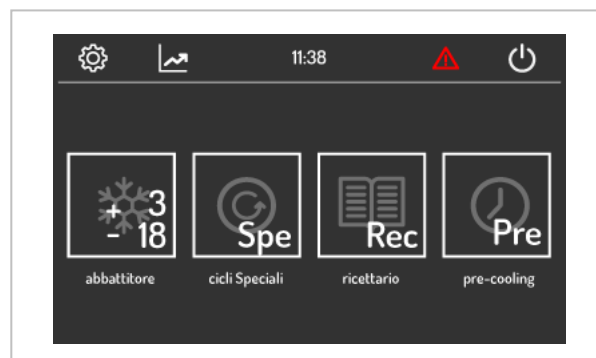 11:38
+3
-18
Spe
Rec
Pre
abbattitore
cicli Speciali
ricettario
pre-cooling